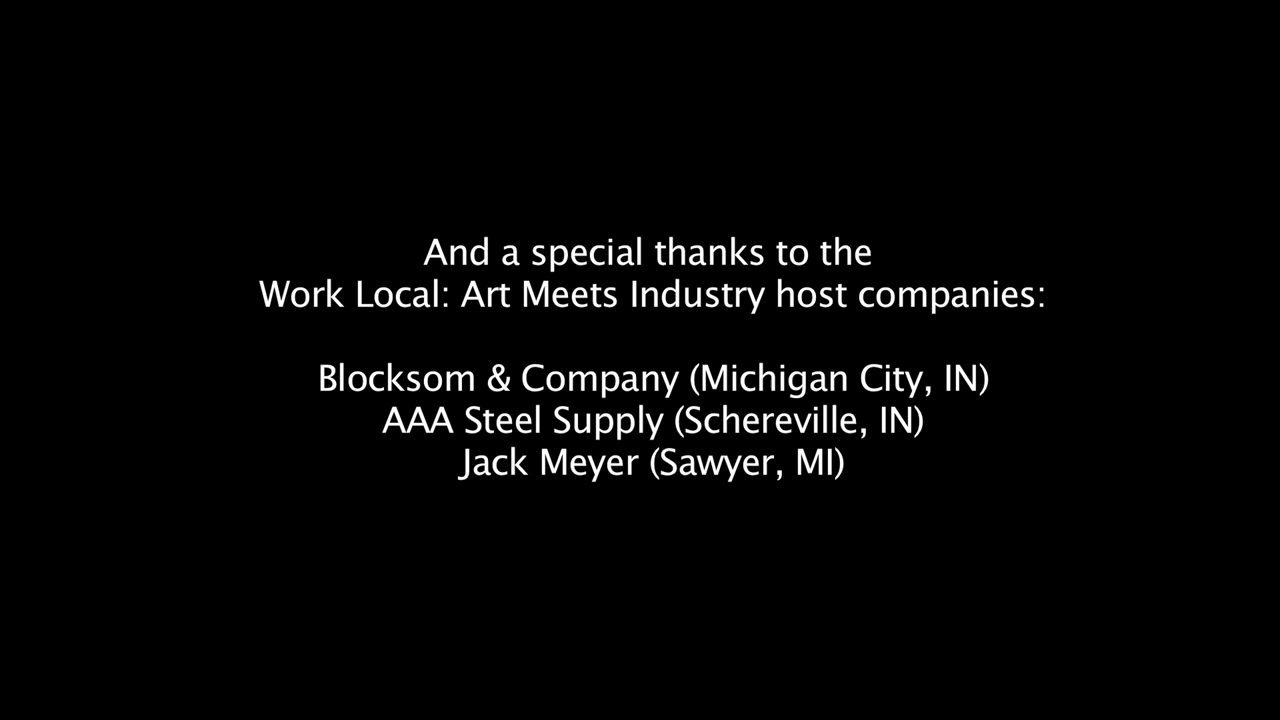 And a special thanks to the
Work Local: Art Meets Industry host companies:
Blocksom & Company (Michigan City, IN)
AAA Steel Supply (Schereville, IN)
Jack Meyer (Sawyer, MI)